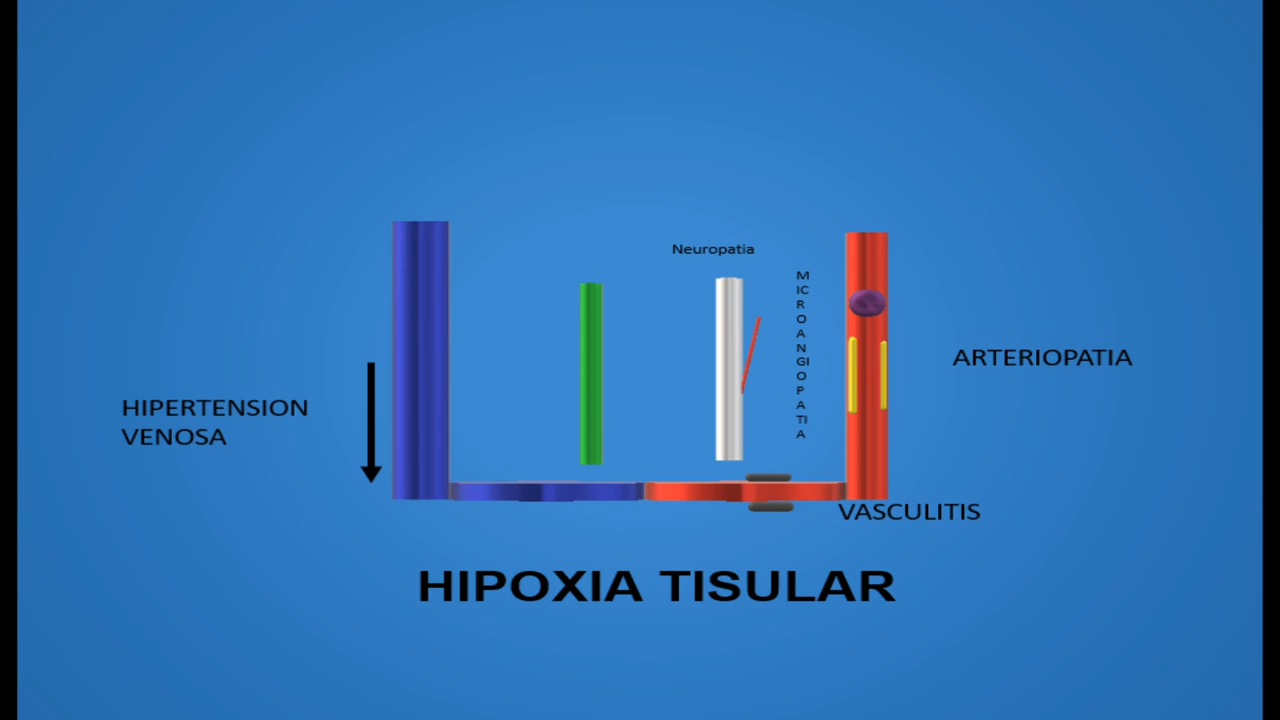 Neuropatia
M
IC
R
O
A
N
GI
O
P
A
TI
A
ARTERIOPATIA
HIPERTENSION
VENOSA
VASCULITIS
HIPOXIA TISULAR